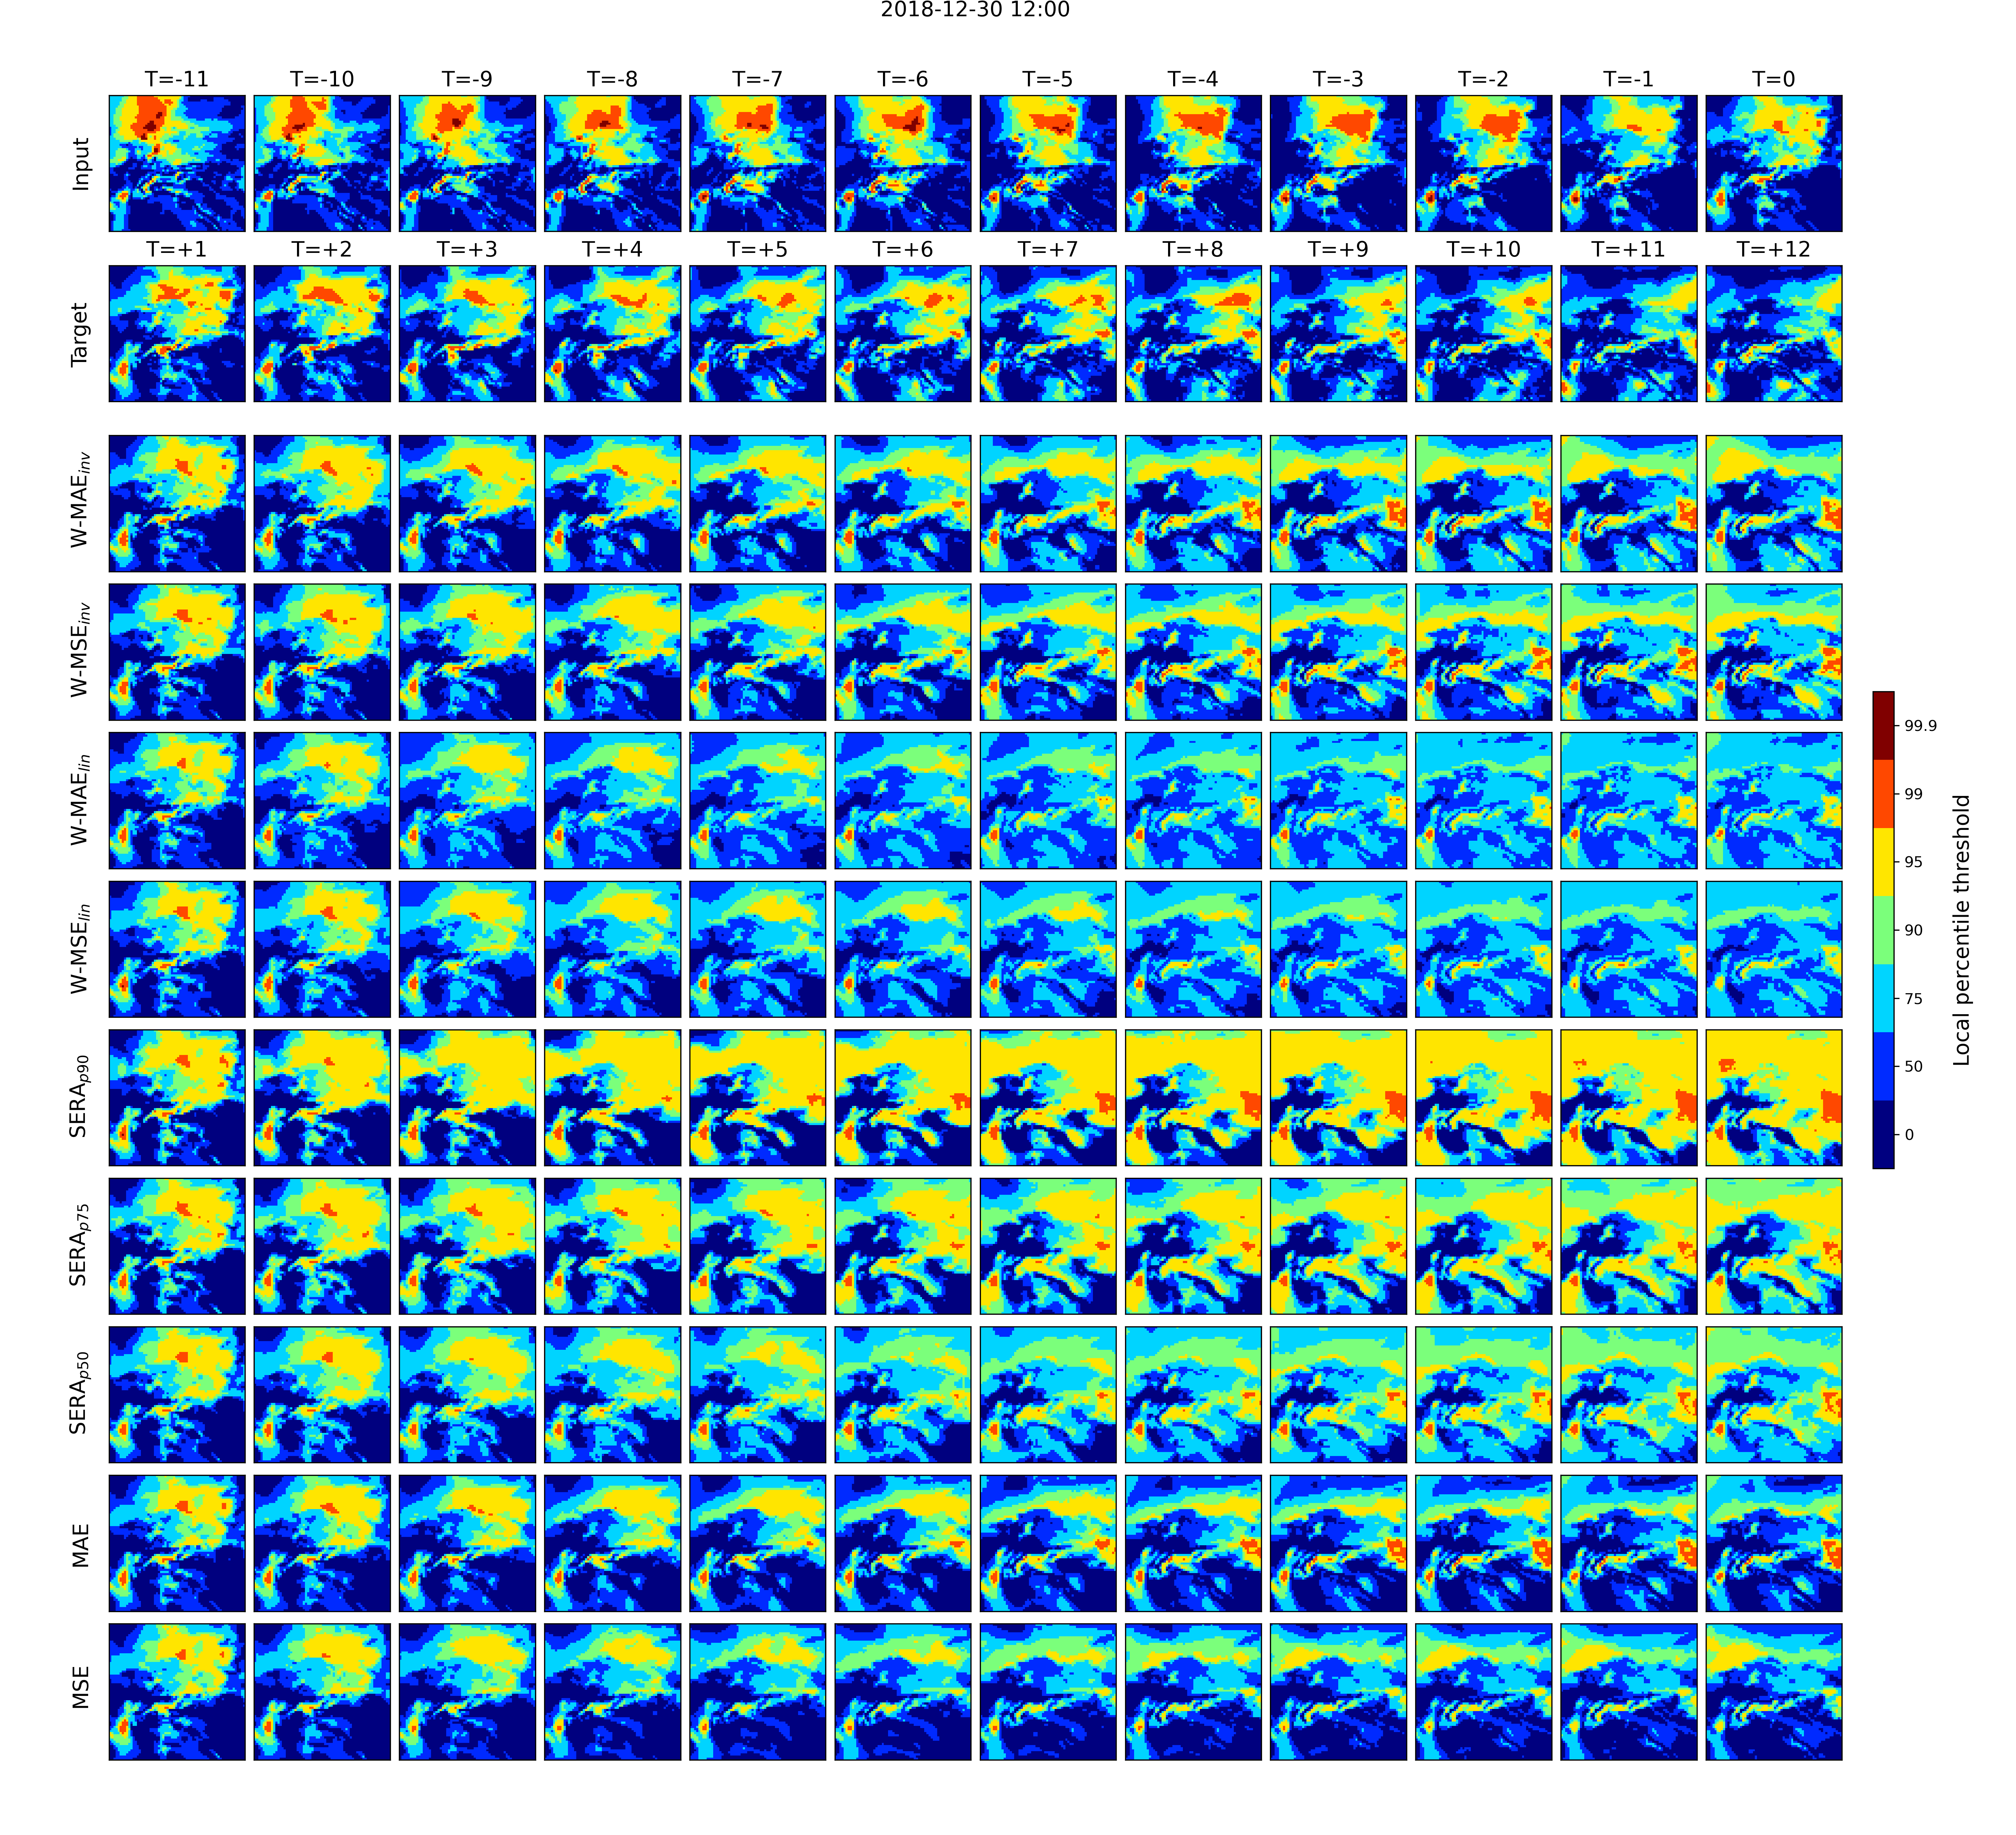 2018-12-30 12:00
T=-11 T=-10 T=-9 T=-8 T=-7 T=-6 T=-5 T=-4 T=-3 T=-2 T=-1 T=0
Input
T=+1 T=+2 T=+3 T=+4 T=+5 T=+6 T=+7 T=+8 T=+9 T=+10 T=+11 T=+12
Target
W-MAEinv
W-MSEinv
W-MAElin
W-MSElin
SERAp90
SERAp75
SERAp50
MAE
MSE
99.9
99
95
90
75
50
0
Local percentile threshold